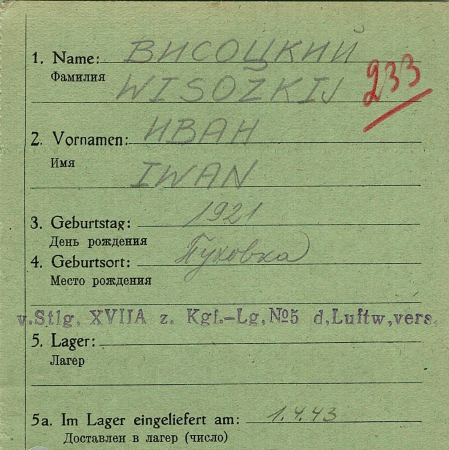 1. Name: ВИСОЦКИЙ
Фамилия
WISOŽKIJ
233
2. Vornamen: ИВАН
Имя
IWAN
3. Geburtstag: 1921
День рождения
4. Geburtsort: Пуховка
Место рождения
v.Stlg. XVIIA z. Kgf.-Lg,№5 d,Luftw,vers.
5. Lager:
Лагер
5a. Im Lager eingeliefert am: 1.4.43
Доставлен в лагер (число)